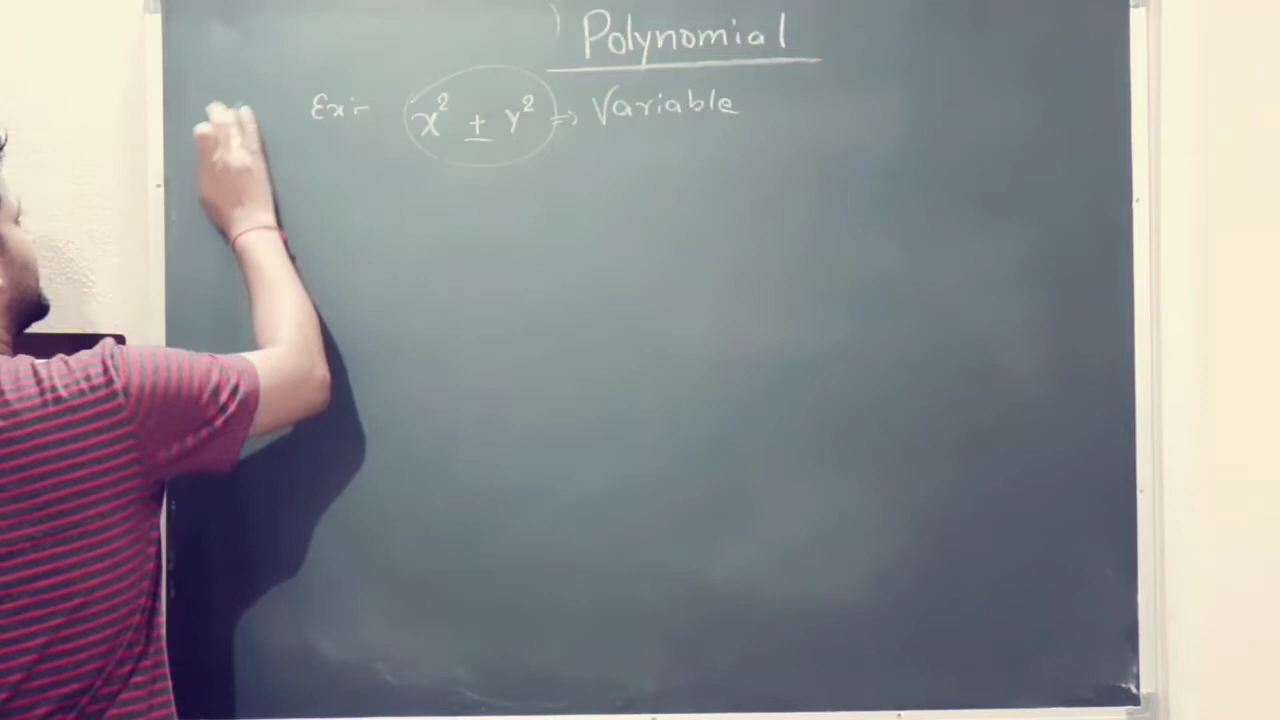 Polynomial
Ex:- x² ± y² => Variable